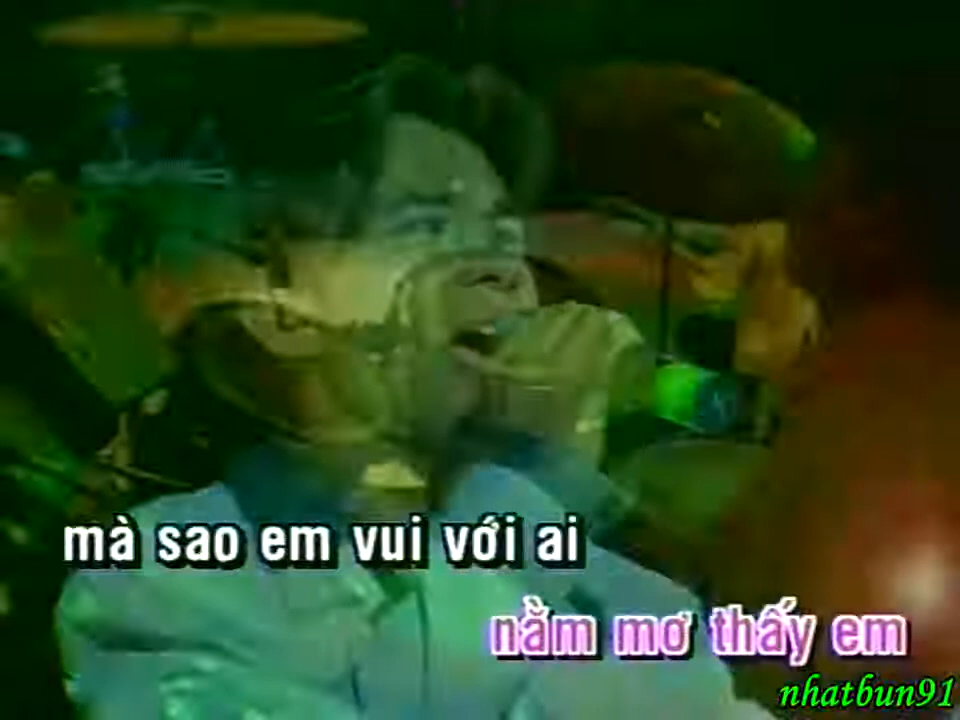 mà sao em vui với ai
nằm mơ thấy em
nhatbun91